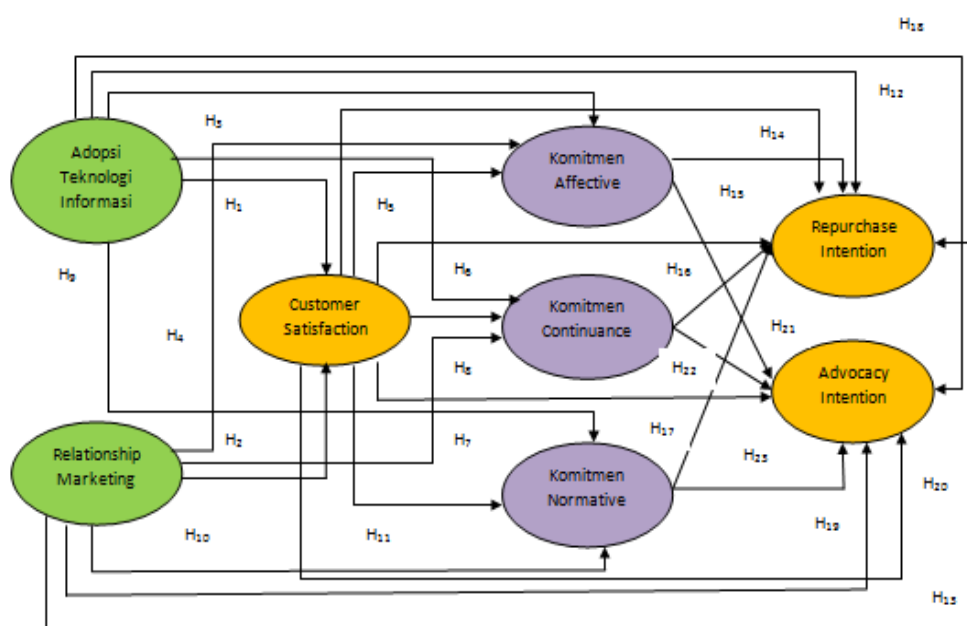 H₁₈
H₁₂
H₃
H₁₄
Adopsi
Teknologi
Informasi
Komitmen
Affective
H₁
H₅
H₁₅
Repurchase
Intention
H₉
H₆
H₁₆
Customer
Satisfaction
Komitmen
Continuance
H₄
H₂₁
H₈
H₂₂
Advocacy
Intention
H₂
H₇
H₁₇
Relationship
Marketing
H₂₃
Komitmen
Normative
H₂₀
H₁₀
H₁₁
H₁₉
H₁₃